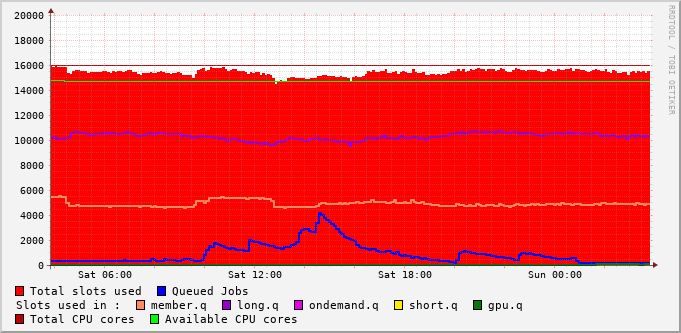 20000
18000
16000
14000
12000
10000
8000
6000
4000
2000
0
Sat 06:00 Sat 12:00 Sat 18:00 Sun 00:00
RRDTOOL / TOBI OETIKER
Total slots used Queued Jobs
Slots used in : member.q long.q ondemand.q short.q gpu.q
Total CPU cores Available CPU cores